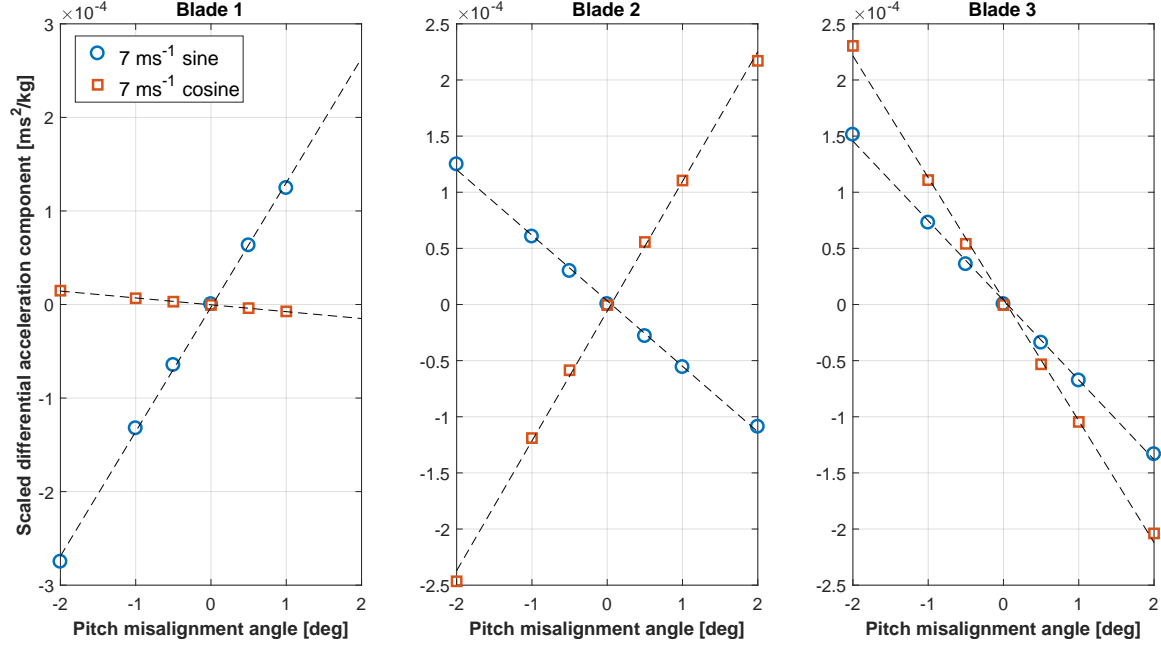 Blade 1
×10⁻⁴
7 ms⁻¹ sine
7 ms⁻¹ cosine
3
2
1
0
-1
-2
-3
Scaled differential acceleration component [ms²/kg]
-2 -1 0 1 2
Pitch misalignment angle [deg]
Blade 2
×10⁻⁴
2.5
2
1.5
1
0.5
0
-0.5
-1
-1.5
-2
-2.5
-2 -1 0 1 2
Pitch misalignment angle [deg]
Blade 3
×10⁻⁴
2.5
2
1.5
1
0.5
0
-0.5
-1
-1.5
-2
-2.5
-2 -1 0 1 2
Pitch misalignment angle [deg]